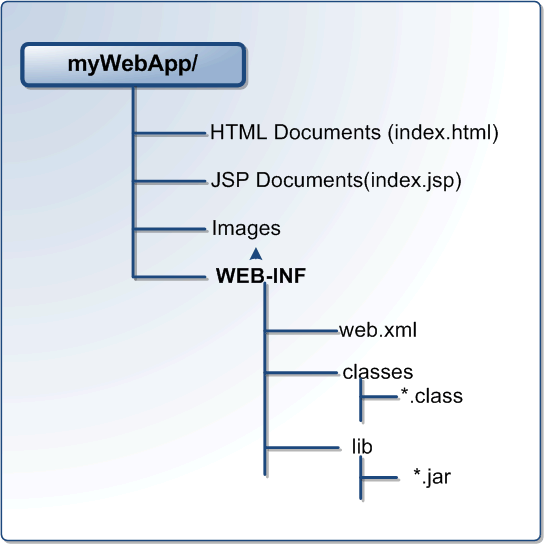 myWebApp/
HTML Documents (index.html)
JSP Documents(index.jsp)
Images
WEB-INF
web.xml
classes
*.class
lib
*.jar